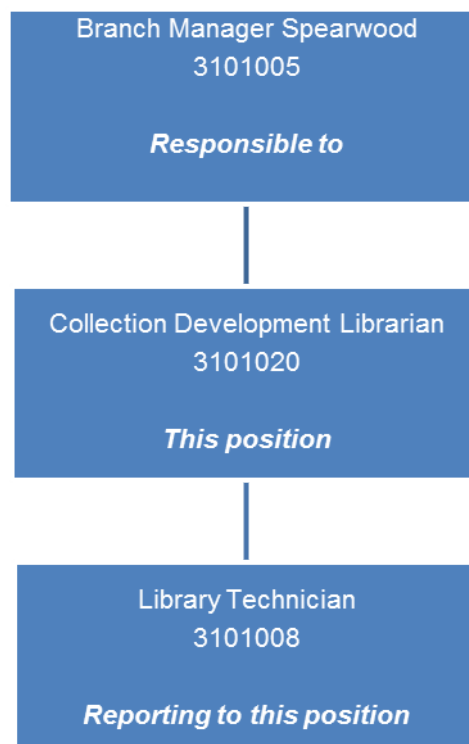 Branch Manager Spearwood
3101005
Responsible to
Collection Development Librarian
3101020
This position
Library Technician
3101008
Reporting to this position